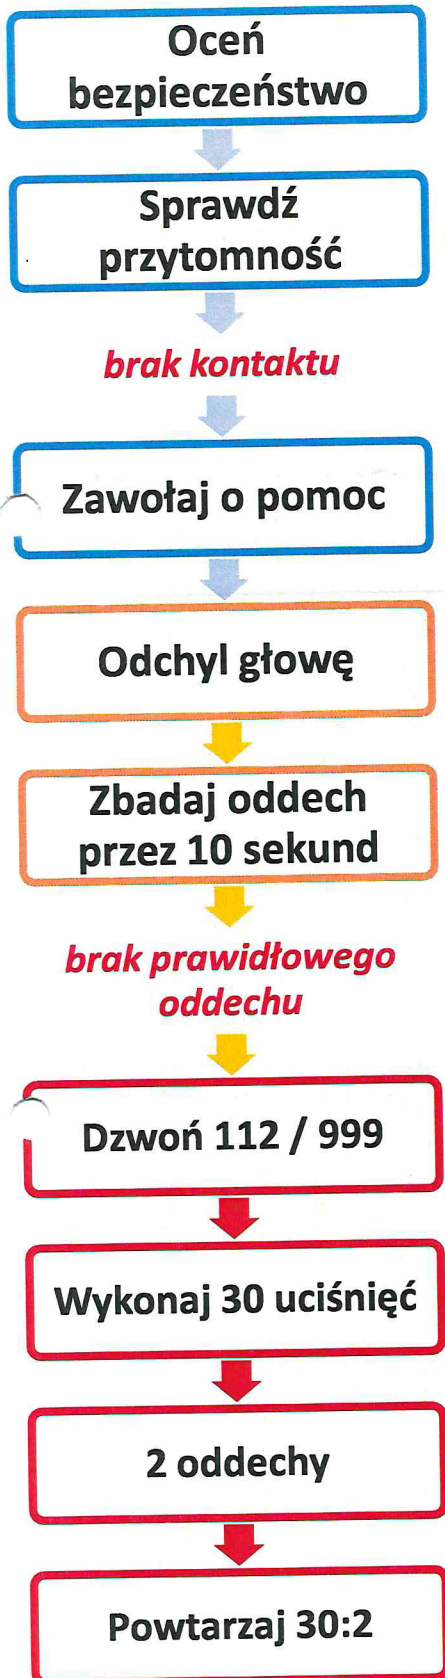 Oceń
bezpieczeństwo
Sprawdź
przytomność
brak kontaktu
Zawołaj o pomoc
Odchyl głowę
Zbadaj oddech
przez 10 sekund
brak prawidłowego
oddechu
Dzwoń 112 / 999
Wykonaj 30 uciśnięć
2 oddechy
Powtarzaj 30:2